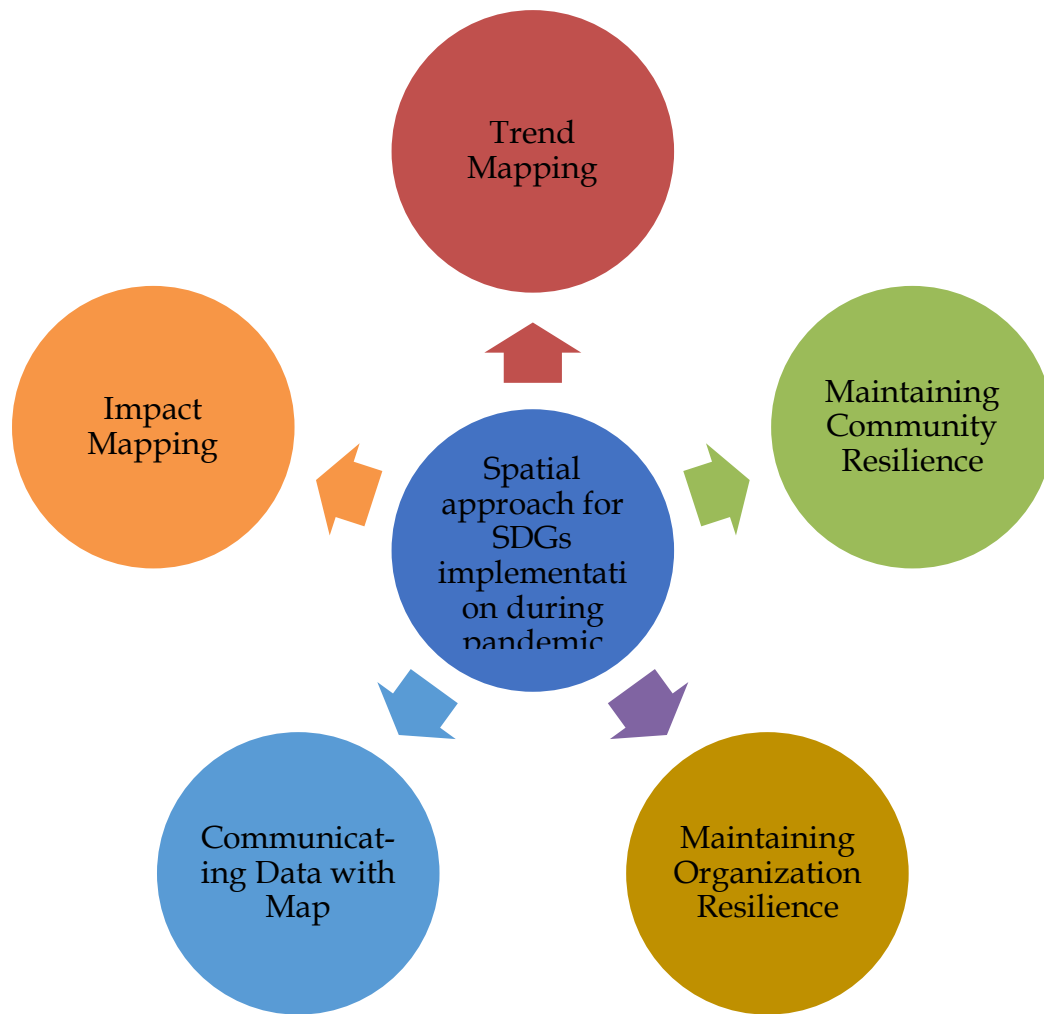 Trend
Mapping
Impact
Mapping
Maintaining
Community
Resilience
Spatial
approach for
SDGs
implementati
on during
pandemic
Communicat-
ing Data with
Map
Maintaining
Organization
Resilience